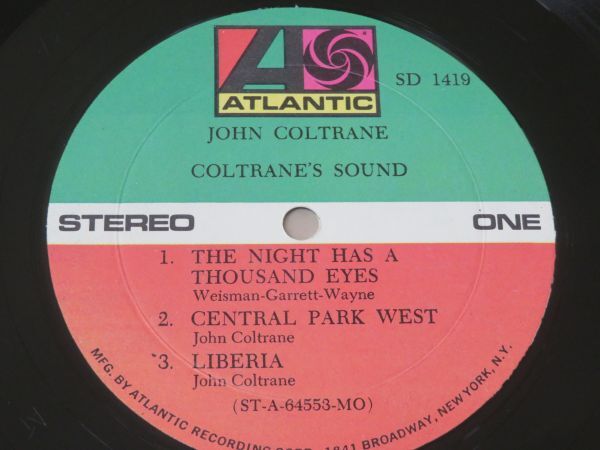 ATLANTIC
SD 1419
JOHN COLTRANE
COLTRANE'S SOUND
STEREO ONE
1. THE NIGHT HAS A
THOUSAND EYES
Weisman-Garrett-Wayne
2. CENTRAL PARK WEST
John Coltrane
3. LIBERIA
John Coltrane
(ST-A-64553-MO)
MFG. BY ATLANTIC RECORDING CORP., 1841 BROADWAY, NEW YORK, N.Y.